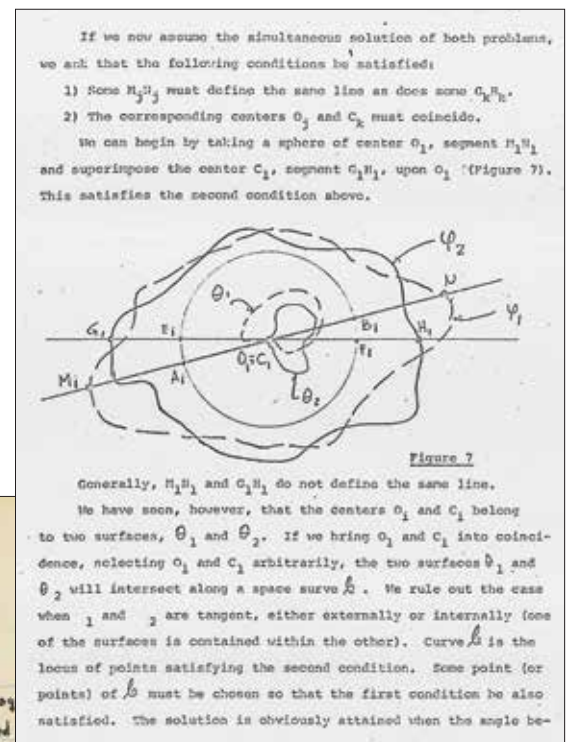 If we now assume the simultaneous solution of both problems,
we ask that the following conditions be satisfied:
1) Some MjNj must define the same line as does some GkHk.
2) The corresponding centers Oj and Ck must coincide.
We can begin by taking a sphere of center O1, segment M1N1
and superimpose the center C1, segment G1H1, upon O1 (Figure 7).
This satisfies the second condition above.
φ2
θ1
N
G1
E1
B1
H1
φ1
O1≡C1
F1
M1
A1
θ2
Figure 7
Generally, M1N1 and G1H1 do not define the same line.
We have seen, however, that the centers Oi and Ci belong
to two surfaces, θ1 and θ2. If we bring O1 and C1 into coinci-
dence, selecting O1 and C1 arbitrarily, the two surfaces θ1 and
θ2 will intersect along a space surve. We rule out the case
when 1 and 2 are tangent, either externally or internally (one
of the surfaces is contained within the other). Curve is the
locus of points satisfying the second condition. Some point (or
points) of must be chosen so that the first condition be also
satisfied. The solution is obviously attained when the angle be-